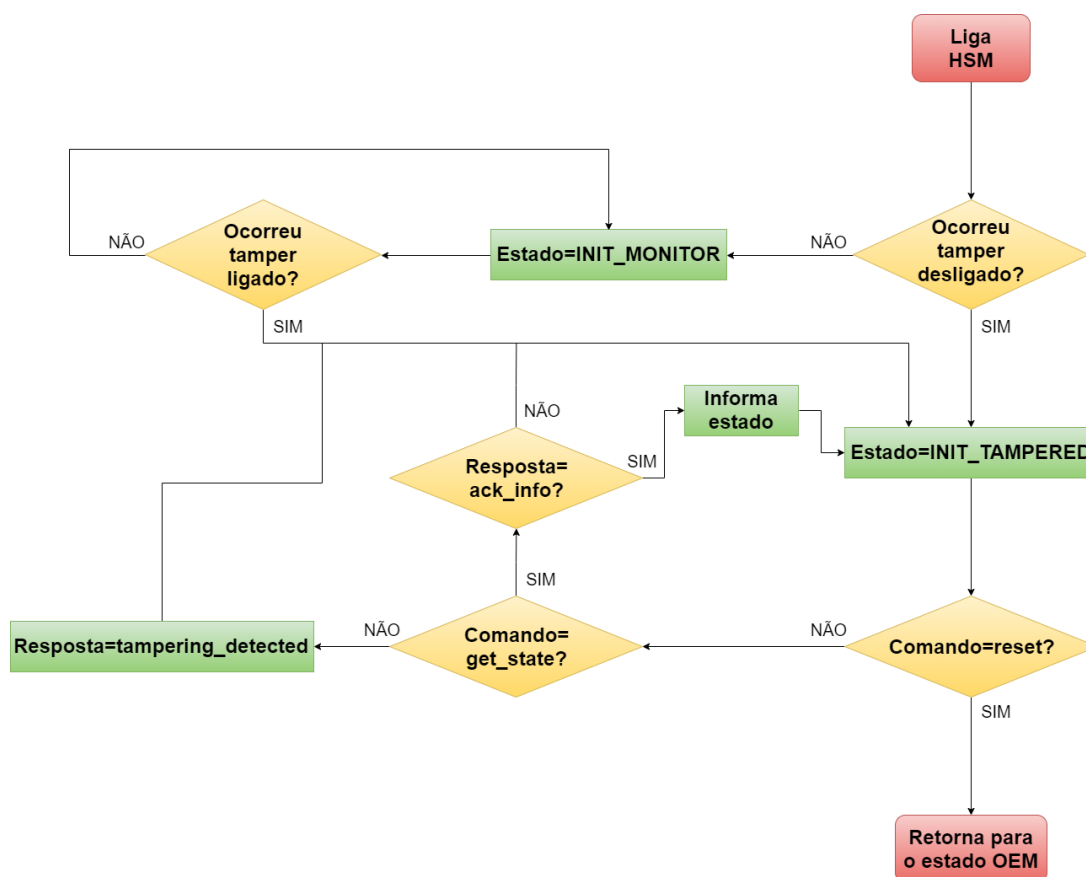 Liga
HSM
Ocorreu
tamper
desligado?
NÃO
SIM
Estado=INIT_MONITOR
Ocorreu
tamper
ligado?
NÃO
SIM
Informa
estado
Estado=INIT_TAMPERED
NÃO
Resposta=
ack_info?
SIM
SIM
Comando=reset?
NÃO
SIM
Comando=
get_state?
NÃO
Resposta=tampering_detected
Retorna para
o estado OEM